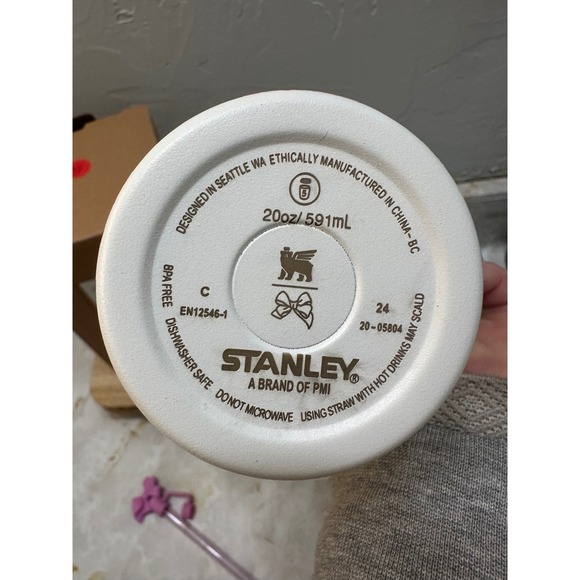 DESIGNED IN SEATTLE WA ETHICALLY MANUFACTURED IN CHINA - BC
5
20oz/ 591mL
C
EN12546-1
24
20-05804
STANLEY®
A BRAND OF PMI
BPA FREE DISHWASHER SAFE DO NOT MICROWAVE USING STRAW WITH HOT DRINKS MAY SCALD